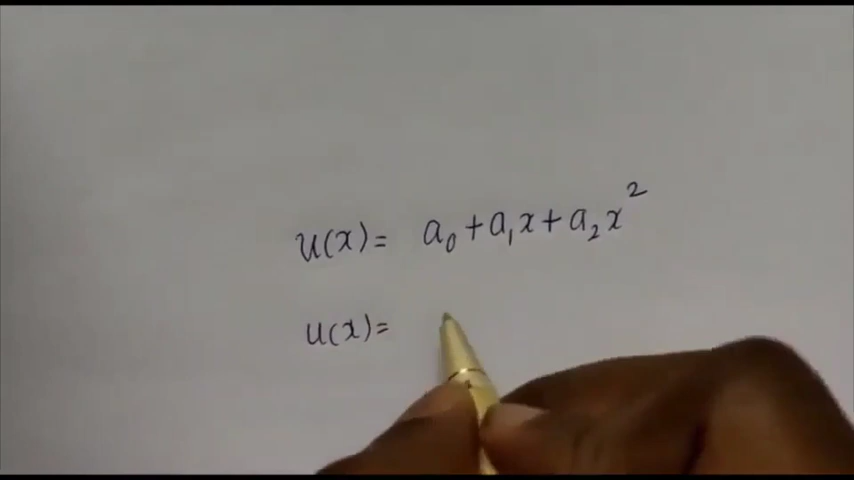 u(x) = a₀ + a₁x + a₂x²
u(x) =